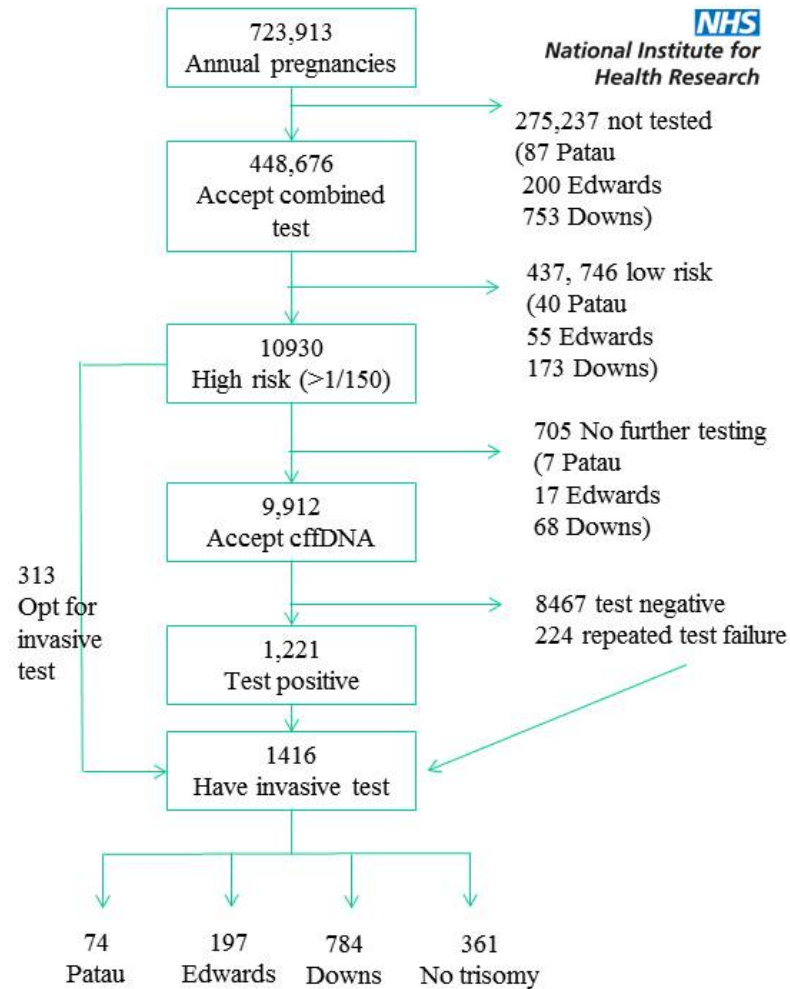 723,913
Annual pregnancies
NHS
National Institute for
Health Research
275,237 not tested
(87 Patau
200 Edwards
753 Downs)
448,676
Accept combined
test
437, 746 low risk
(40 Patau
55 Edwards
173 Downs)
10930
High risk (>1/150)
705 No further testing
(7 Patau
17 Edwards
68 Downs)
9,912
Accept cffDNA
313
Opt for
invasive
test
8467 test negative
224 repeated test failure
1,221
Test positive
1416
Have invasive test
74
Patau
197
Edwards
784
Downs
361
No trisomy